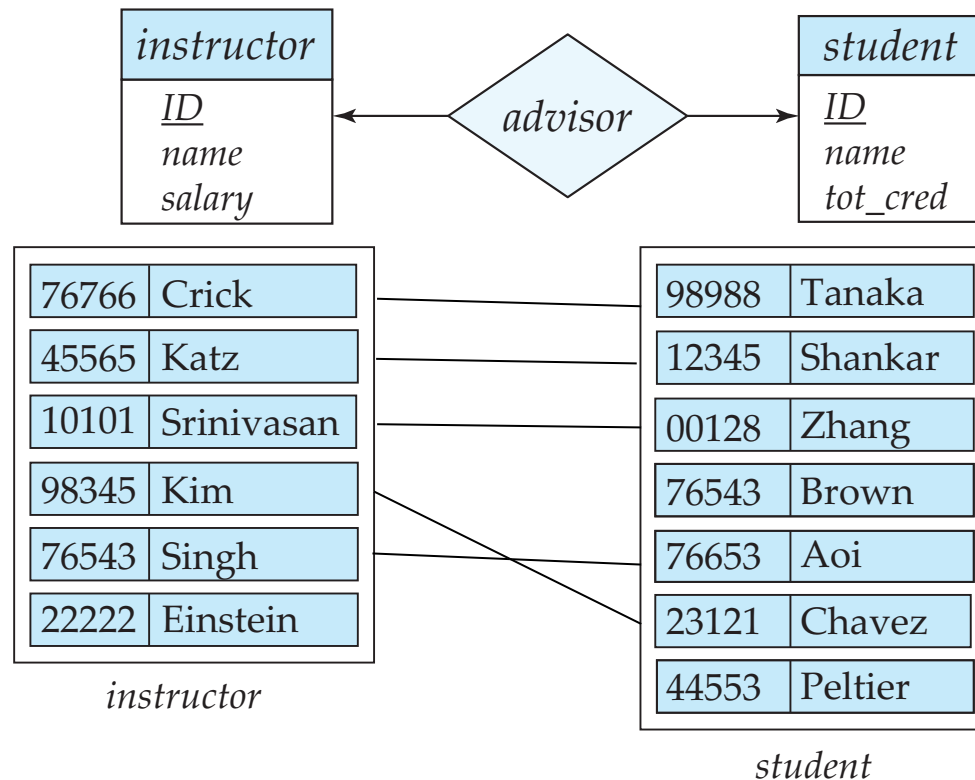 instructor
ID
name
salary
advisor
student
ID
name
tot_cred
76766 Crick
45565 Katz
10101 Srinivasan
98345 Kim
76543 Singh
22222 Einstein
instructor
98988 Tanaka
12345 Shankar
00128 Zhang
76543 Brown
76653 Aoi
23121 Chavez
44553 Peltier
student